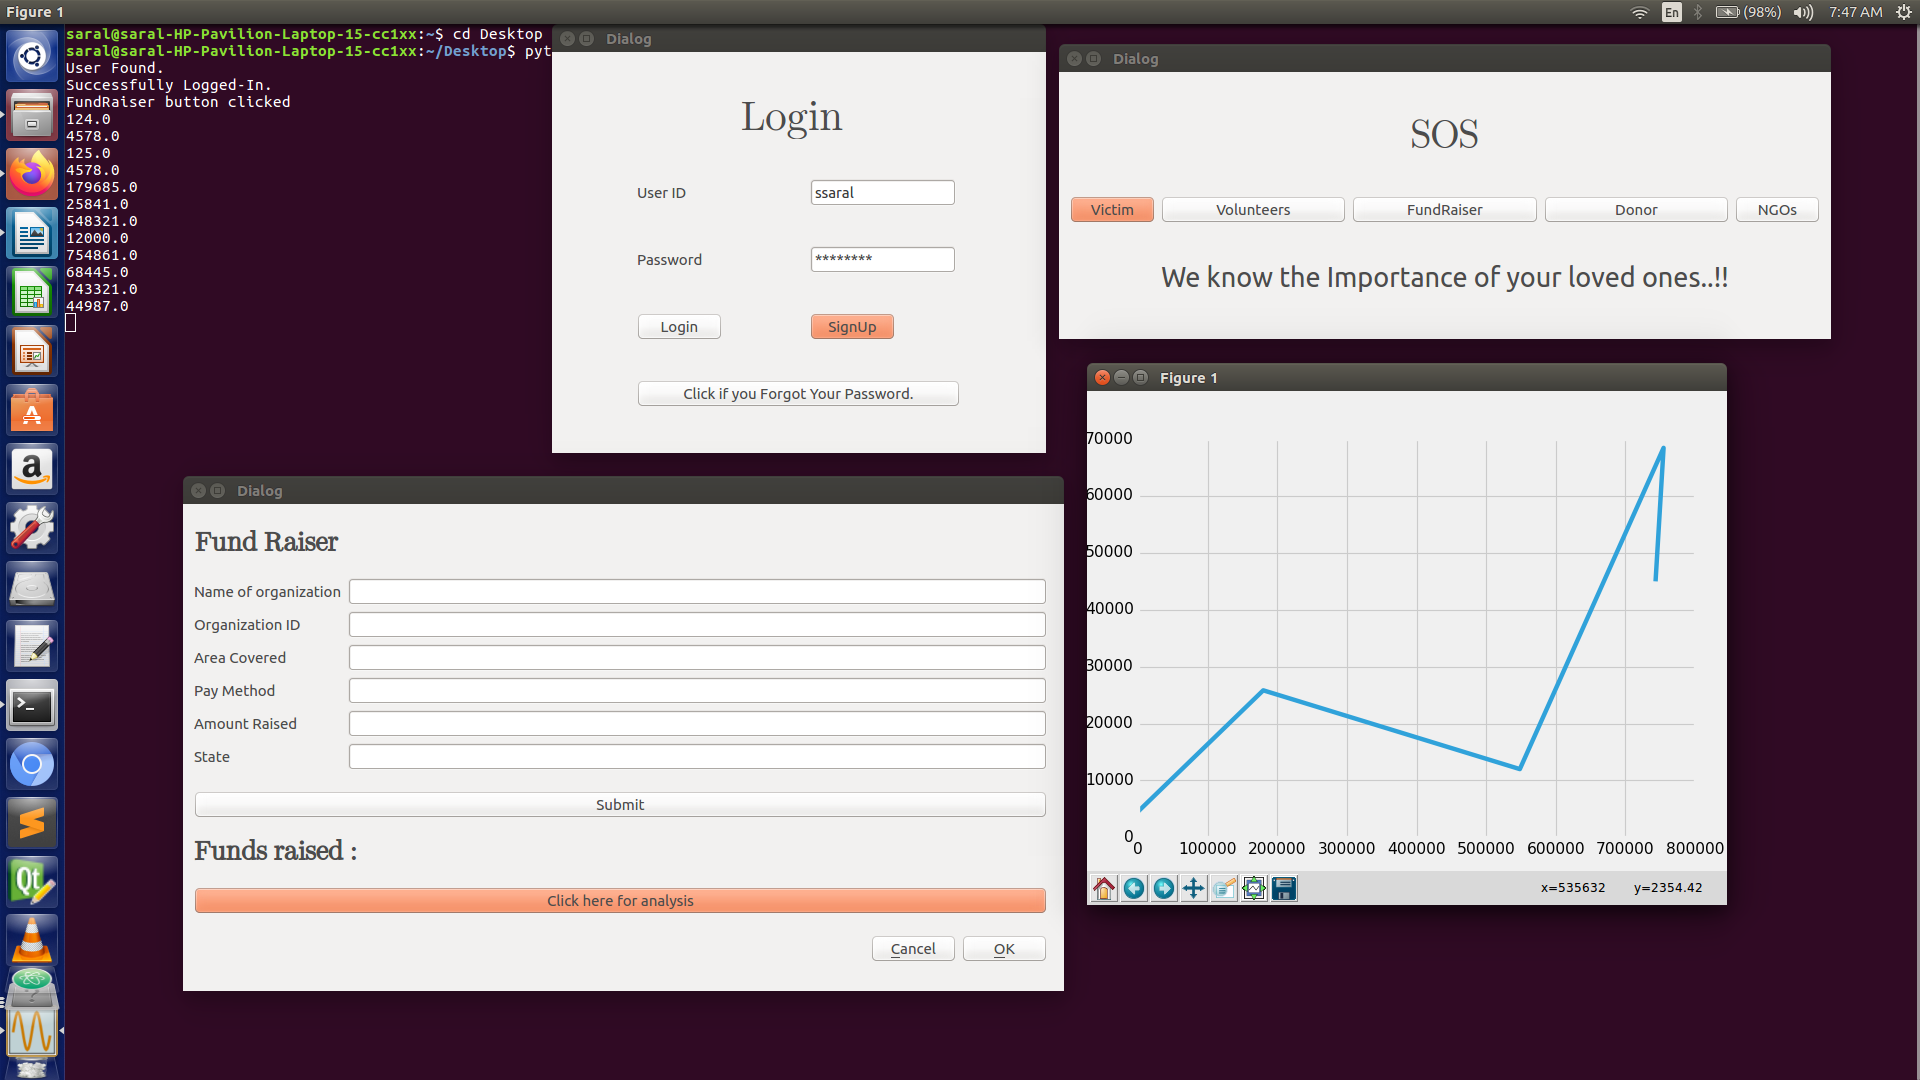 Figure 1
En
(98%)
7:47 AM
saral@saral-HP-Pavilion-Laptop-15-cc1xx:~$ cd Desktop
saral@saral-HP-Pavilion-Laptop-15-cc1xx:~/Desktop$ pyt
User Found.
Successfully Logged-In.
FundRaiser button clicked
124.0
4578.0
125.0
4578.0
179685.0
25841.0
548321.0
12000.0
754861.0
68445.0
743321.0
44987.0
Dialog
Login
User ID
ssaral
Password
********
Login
SignUp
Click if you Forgot Your Password.
Dialog
SOS
Victim
Volunteers
FundRaiser
Donor
NGOs
We know the Importance of your loved ones..!!
Dialog
Fund Raiser
Name of organization
Organization ID
Area Covered
Pay Method
Amount Raised
State
Submit
Funds raised :
Click here for analysis
Cancel
OK
Figure 1
70000
60000
50000
40000
30000
20000
10000
0
0 100000 200000 300000 400000 500000 600000 700000 800000
x=535632 y=2354.42
a
Qt